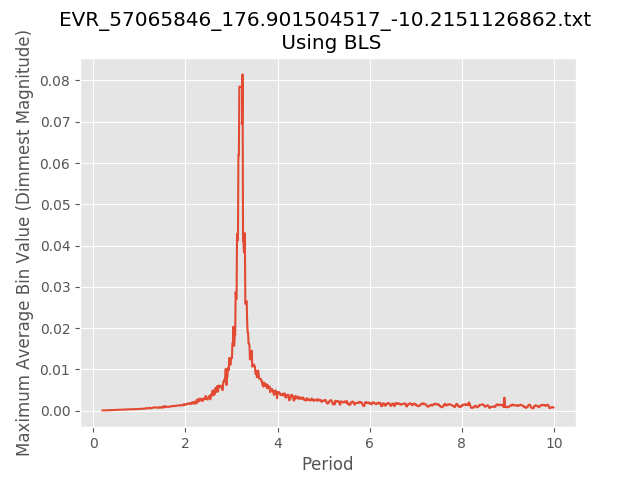 EVR_57065846_176.901504517_-10.2151126862.txt
Using BLS
Maximum Average Bin Value (Dimmest Magnitude)
0.08
0.07
0.06
0.05
0.04
0.03
0.02
0.01
0.00
0 2 4 6 8 10
Period